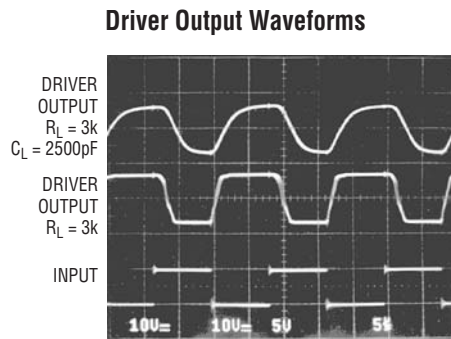 Driver Output Waveforms
DRIVER
OUTPUT
R_L = 3k
C_L = 2500pF
DRIVER
OUTPUT
R_L = 3k
INPUT
10V= 10V= 5V